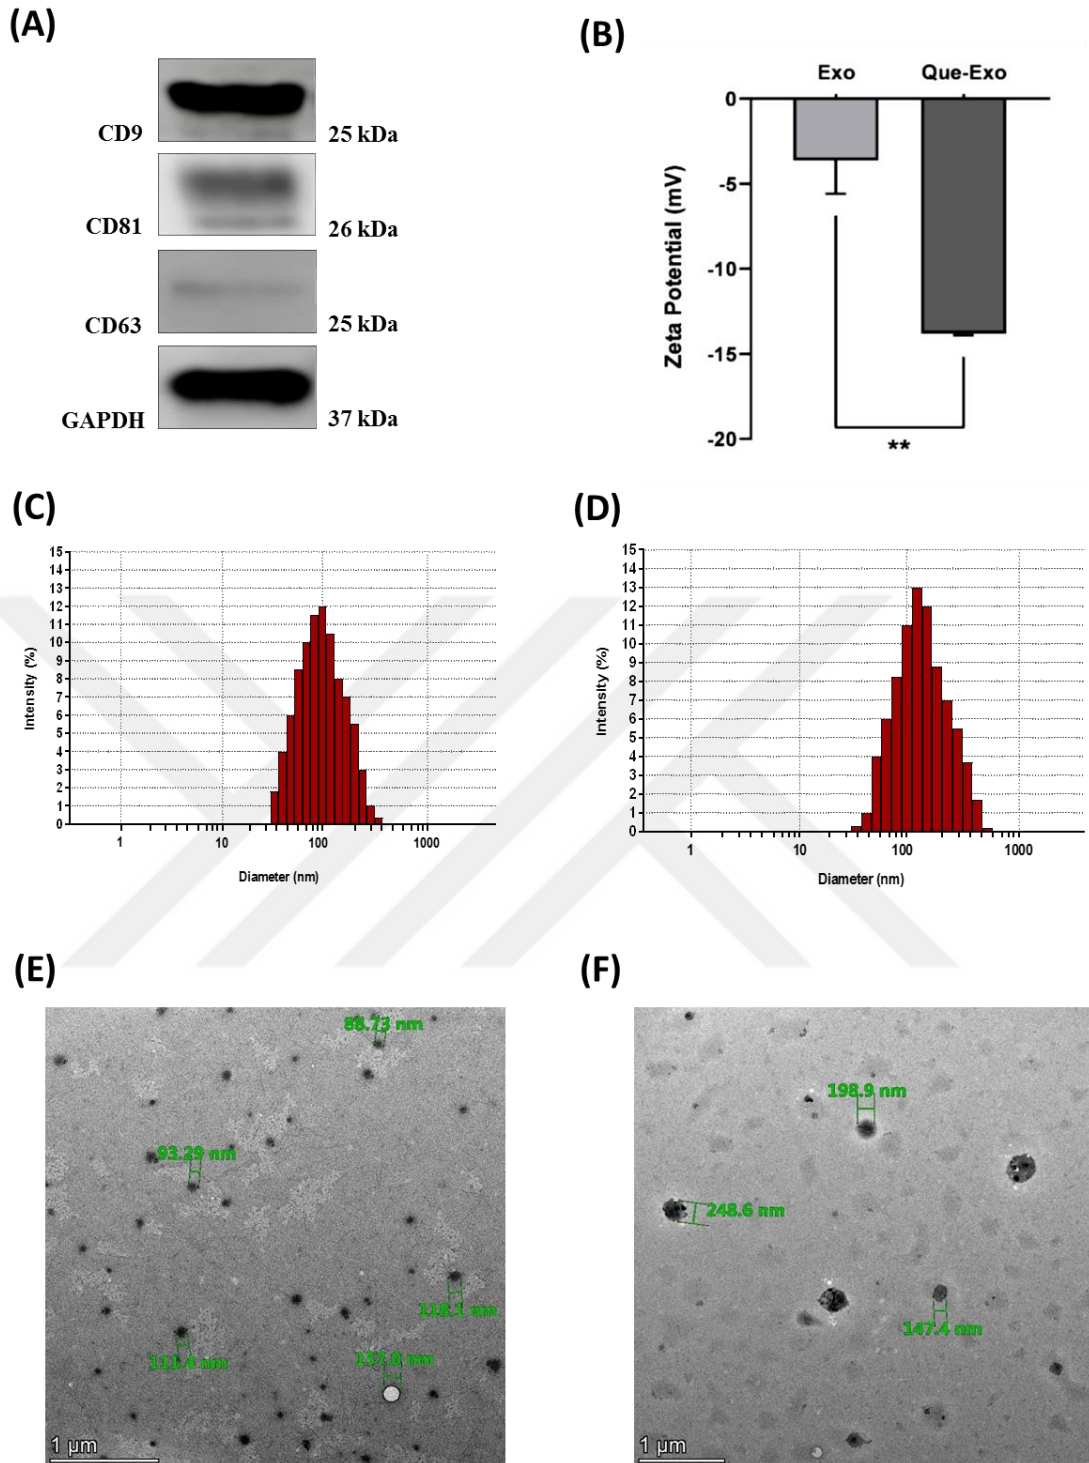 (A)
CD9
25 kDa
CD81
26 kDa
CD63
25 kDa
GAPDH
37 kDa
(B)
Exo Que-Exo
Zeta Potential (mV)
0
-5
-10
-15
-20
**
(C)
Intensity (%)
15
14
13
12
11
10
9
8
7
6
5
4
3
2
1
0
1 10 100 1000
Diameter (nm)
(D)
Intensity (%)
15
14
13
12
11
10
9
8
7
6
5
4
3
2
1
0
1 10 100 1000
Diameter (nm)
(E)
88.73 nm
93.29 nm
118.1 nm
111.4 nm
157.0 nm
1 μm
(F)
198.9 nm
248.6 nm
147.4 nm
1 μm